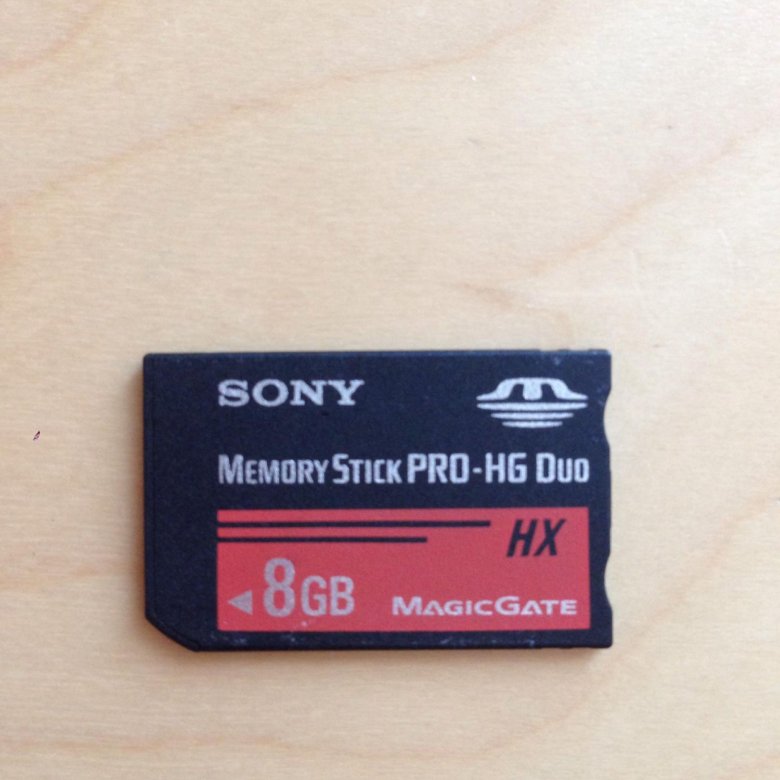 SONY
MEMORY STICK PRO-HG DUO
HX
8GB
MAGICGATE